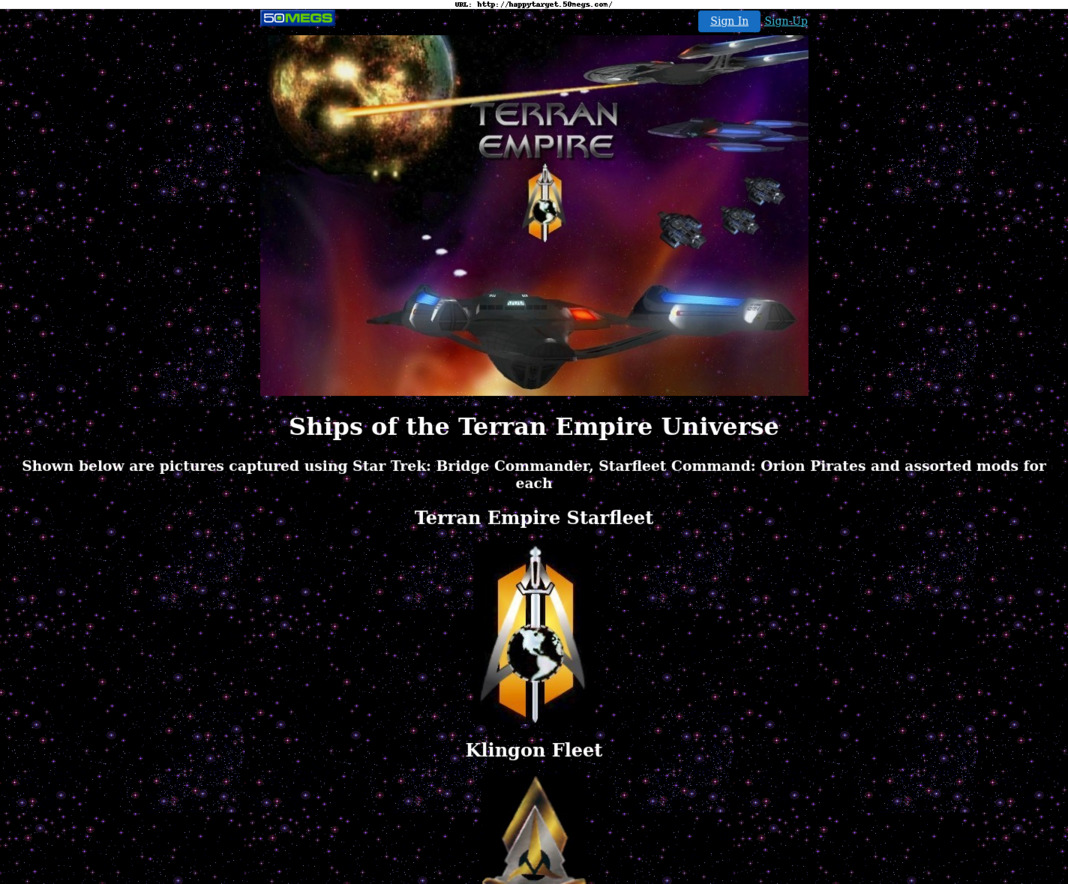 URL: http://happytarget.50megs.com/
50MEGS
Sign In Sign-Up
TERRAN
EMPIRE
Ships of the Terran Empire Universe
Shown below are pictures captured using Star Trek: Bridge Commander, Starfleet Command: Orion Pirates and assorted mods for
each
Terran Empire Starfleet
Klingon Fleet